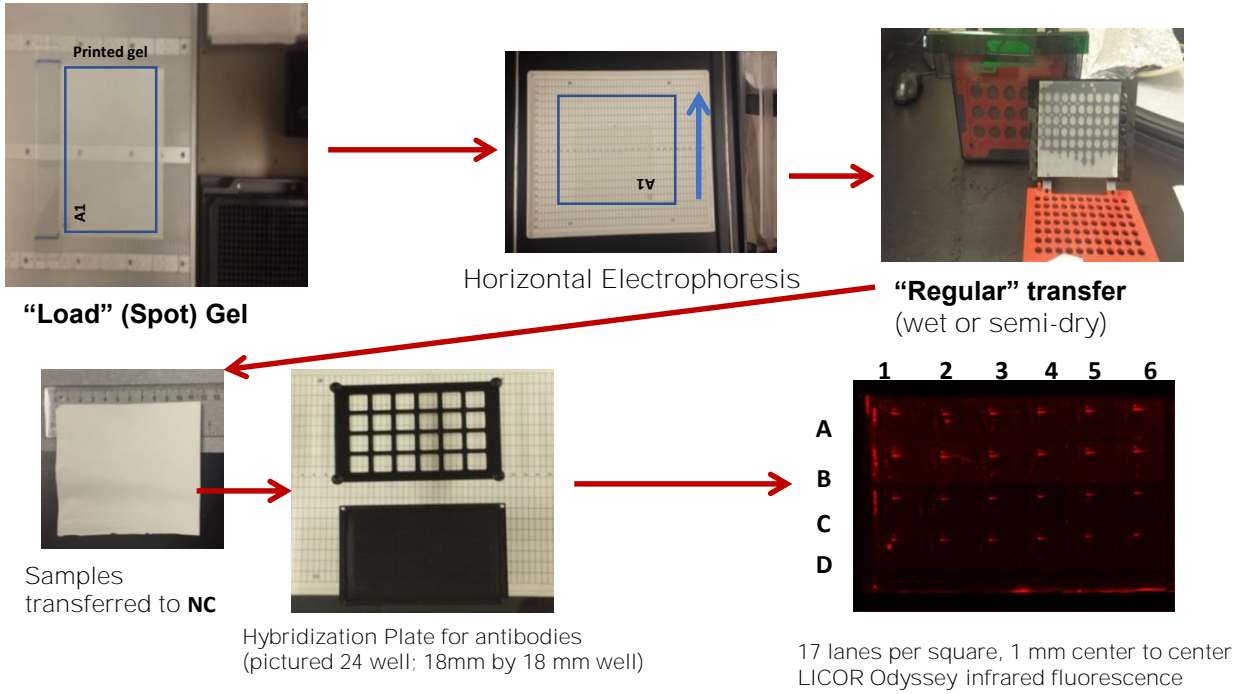 Printed gel
A1
A1
"Load" (Spot) Gel
Horizontal Electrophoresis
"Regular" transfer
(wet or semi-dry)
Samples
transferred to NC
Hybridization Plate for antibodies
(pictured 24 well; 18mm by 18 mm well)
1 2 3 4 5 6
A
B
C
D
17 lanes per square, 1 mm center to center
LICOR Odyssey infrared fluorescence